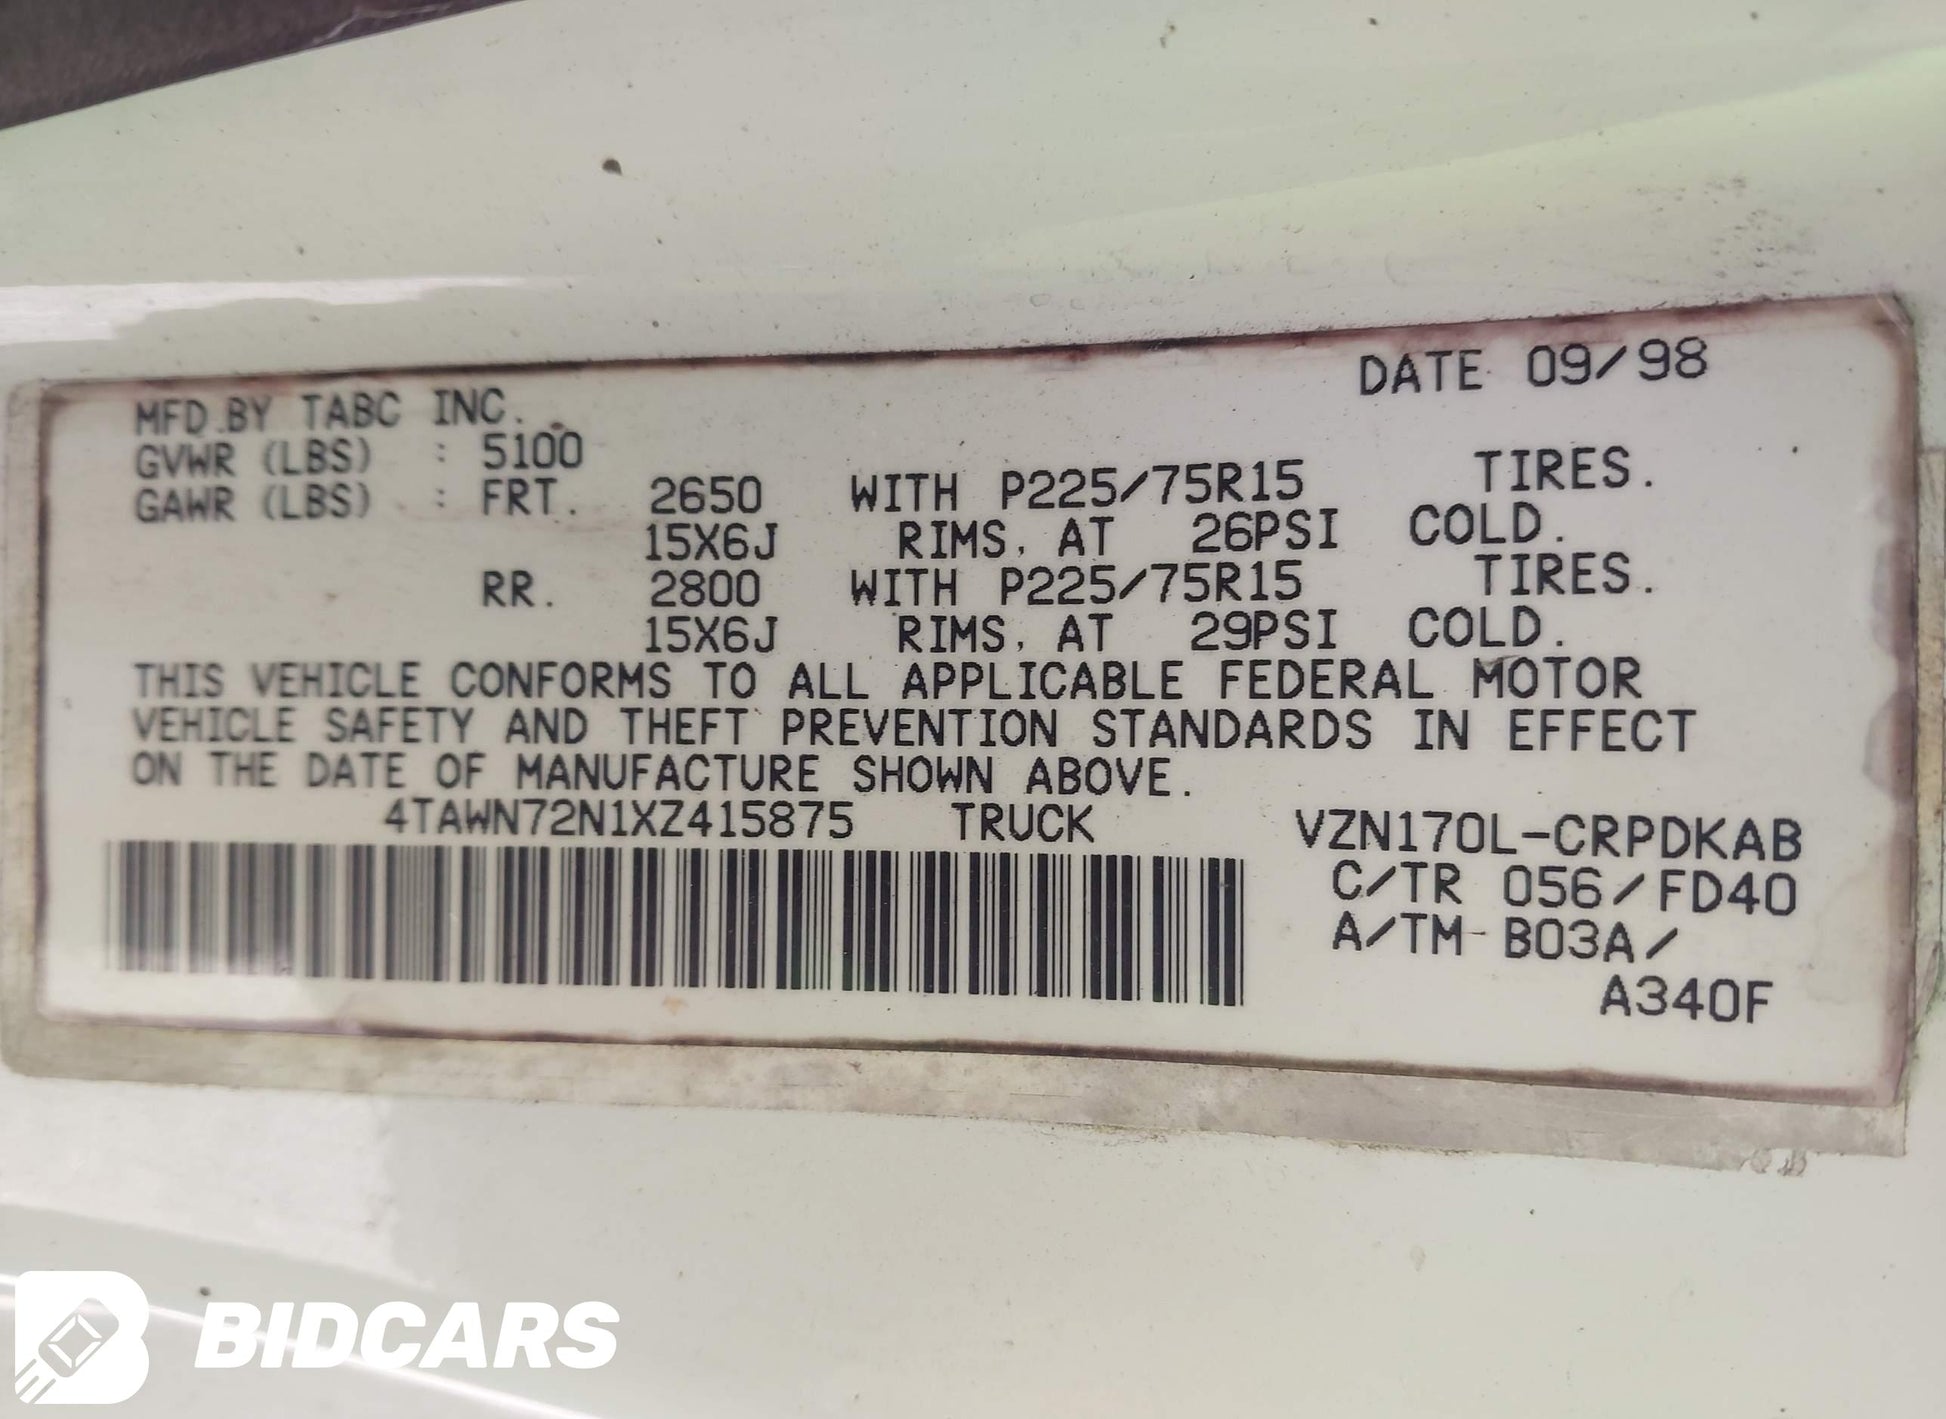 DATE 09/98
MFD.BY TABC INC.
GVWR (LBS) : 5100
GAWR (LBS) : FRT. 2650 WITH P225/75R15 TIRES.
15X6J RIMS, AT 26PSI COLD.
RR. 2800 WITH P225/75R15 TIRES.
15X6J RIMS, AT 29PSI COLD.
THIS VEHICLE CONFORMS TO ALL APPLICABLE FEDERAL MOTOR
VEHICLE SAFETY AND THEFT PREVENTION STANDARDS IN EFFECT
ON THE DATE OF MANUFACTURE SHOWN ABOVE.
4TAWN72N1XZ415875 TRUCK VZN170L-CRPDKAB
C/TR 056/FD40
A/TM B03A/
A340F
BIDCARS